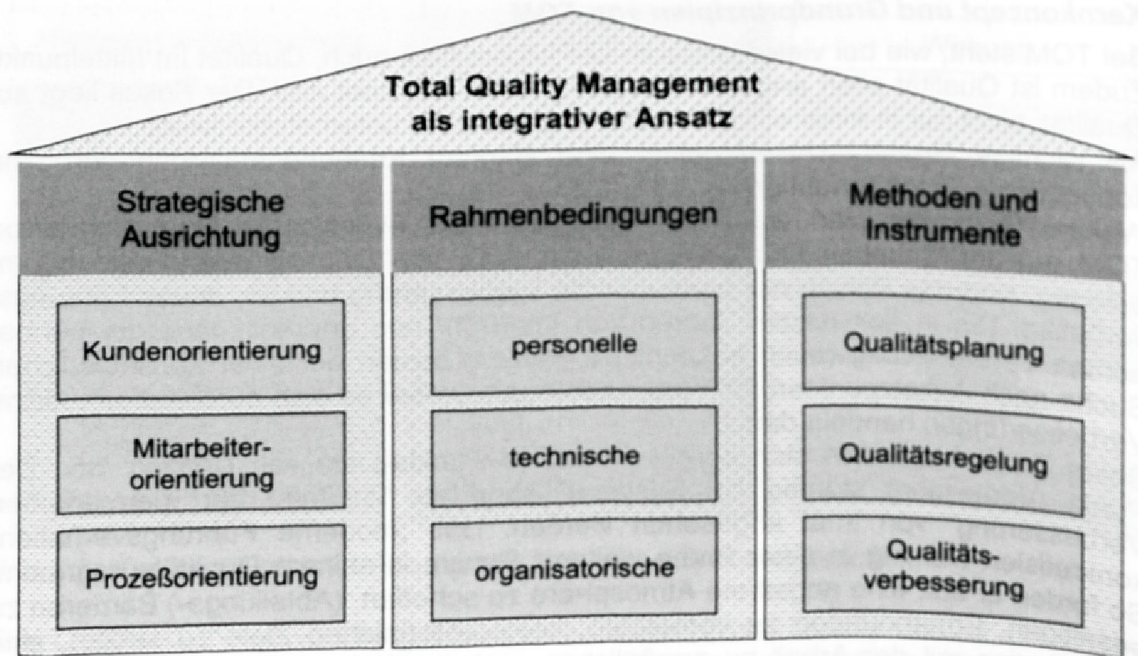 Total Quality Management
als integrativer Ansatz
Strategische
Ausrichtung
Kundenorientierung
Mitarbeiter-
orientierung
Prozeßorientierung
Rahmenbedingungen
personelle
technische
organisatorische
Methoden und
Instrumente
Qualitätsplanung
Qualitätsregelung
Qualitäts-
verbesserung